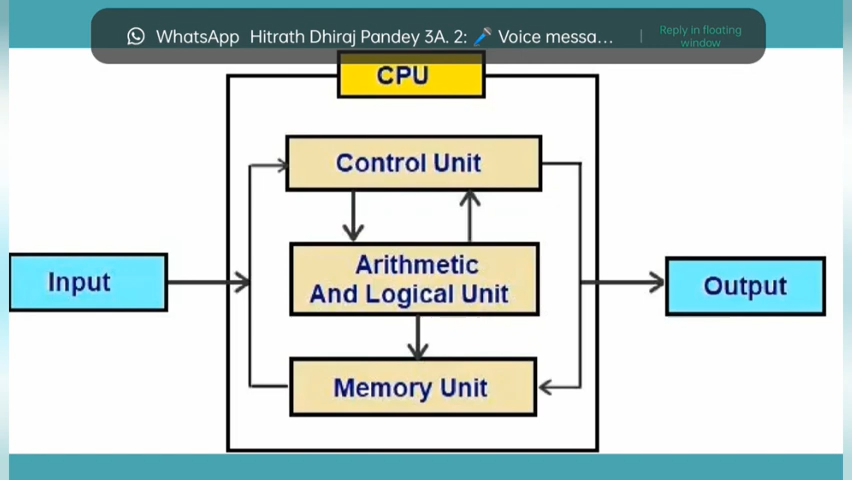 WhatsApp Hitrath Dhiraj Pandey 3A. 2: 🎤 Voice messa... | Reply in floating
window
CPU
Control Unit
Arithmetic
And Logical Unit
Input
Output
Memory Unit